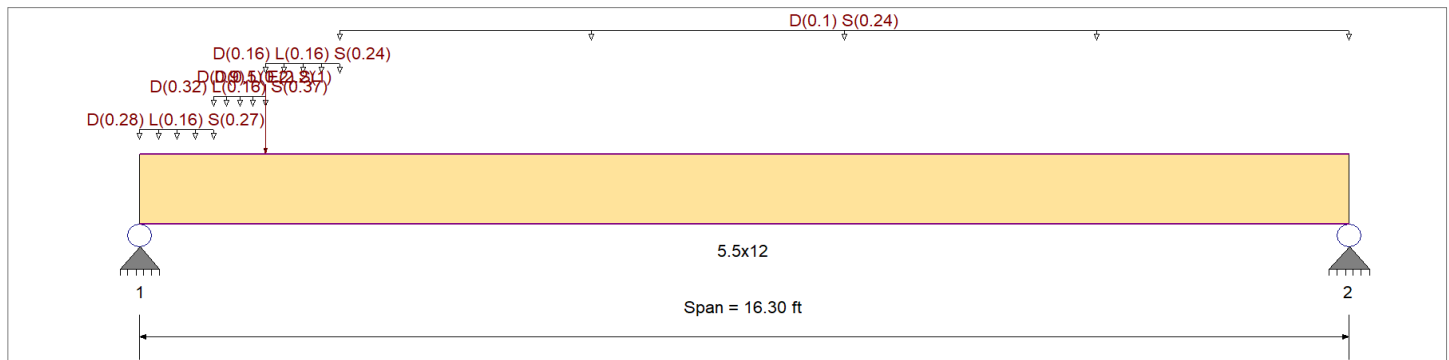 D(0.1) S(0.24)
D(0.16) L(0.16) S(0.24)
D(0.32) L(0.16) S(0.37)
D(0.28) L(0.16) S(0.27)
5.5x12
1
2
Span = 16.30 ft